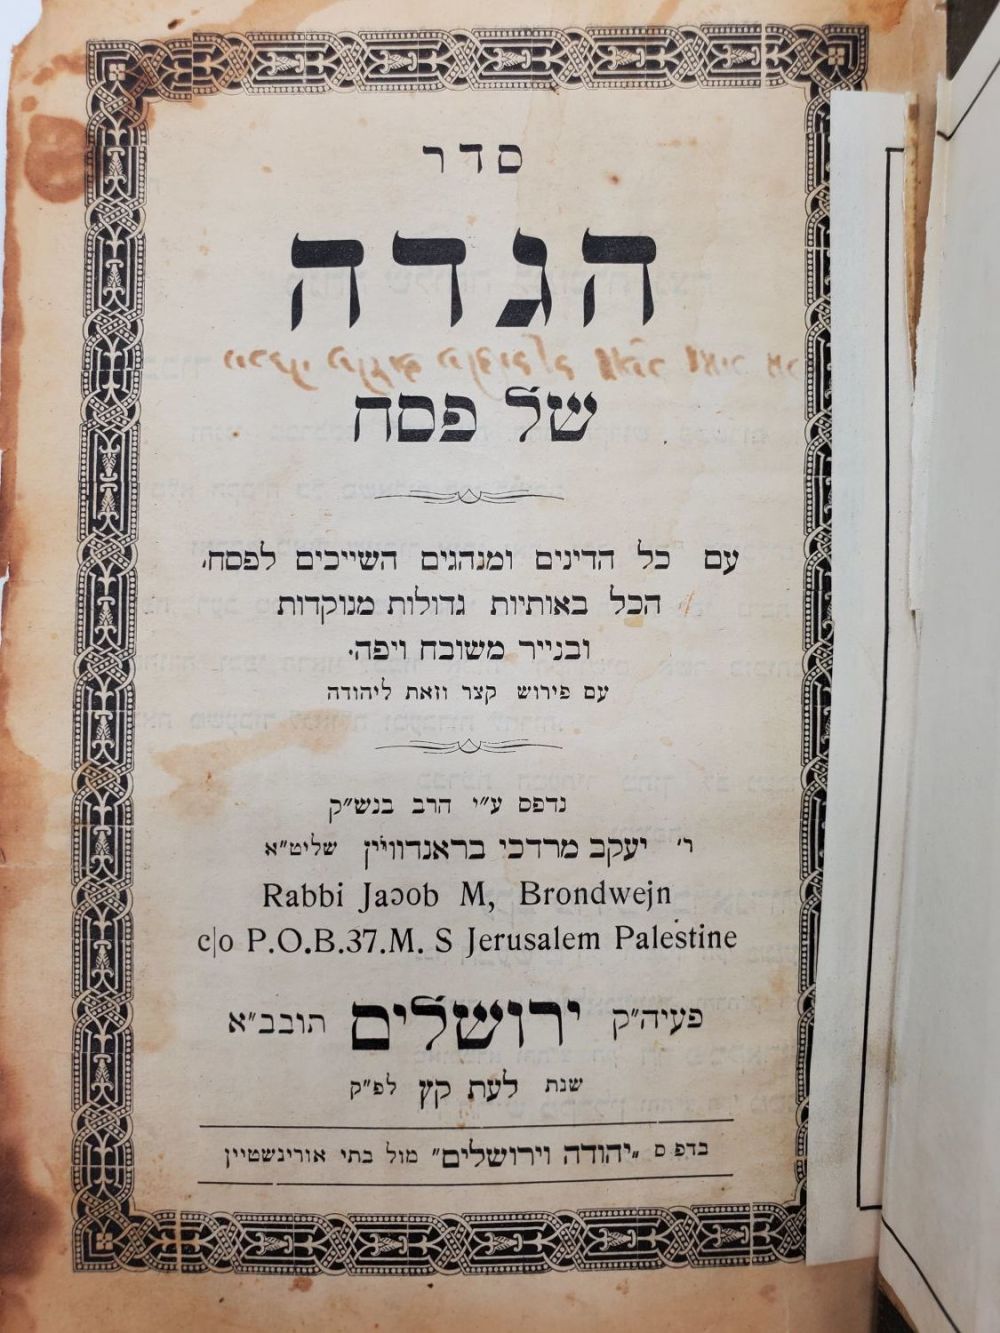 סדר
הגדה
של פסח
עם כל הדינים ומנהגים השייכים לפסח,
הכל באותיות גדולות מנוקדות
ובנייר משובח ויפה.
עם פירוש קצר וזאת ליהודה
נדפס ע"י הרב בנש"ק
ר' יעקב מרדכי בראנדוויין שליט"א
Rabbi Jacob M, Brondwejn
c|o P.O.B.37.M. S Jerusalem Palestine
פעיה"ק ירושלים תובב"א
שנת לעת קץ לפ"ק
בדפוס "יהודה וירושלים" מול בתי אורינשטיין